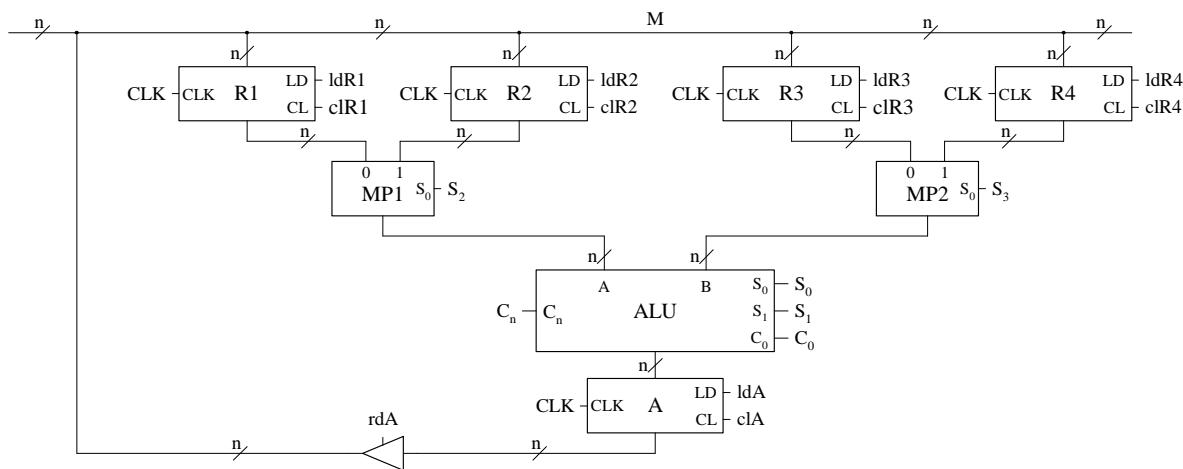 n n M n n
n n n n
LD ldR1 LD ldR2 LD ldR3 LD ldR4
CLK CLK R1 CLK CLK R2 CLK CLK R3 CLK CLK R4
CL clR1 CL clR2 CL clR3 CL clR4
n n n n
0 1 0 1
MP1 S₀ S₂ MP2 S₀ S₃
n n
A B S₀ S₀
Cₙ Cₙ ALU S₁ S₁
C₀ C₀
n
LD ldA
CLK CLK A
CL clA
rdA
n n